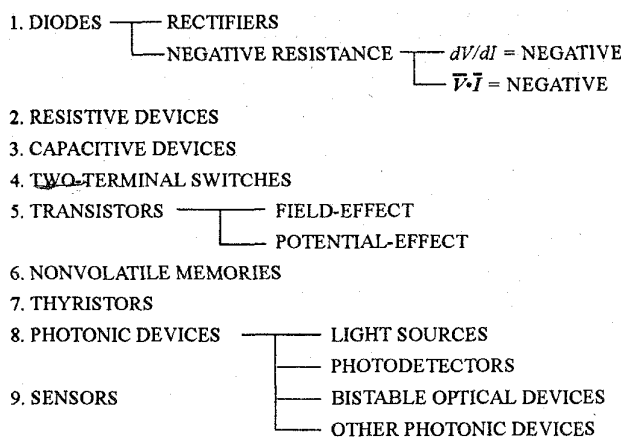 1. DIODES RECTIFIERS
NEGATIVE RESISTANCE dV/dI = NEGATIVE
V̅•I̅ = NEGATIVE
2. RESISTIVE DEVICES
3. CAPACITIVE DEVICES
4. TWO-TERMINAL SWITCHES
5. TRANSISTORS FIELD-EFFECT
POTENTIAL-EFFECT
6. NONVOLATILE MEMORIES
7. THYRISTORS
8. PHOTONIC DEVICES LIGHT SOURCES
PHOTODETECTORS
9. SENSORS BISTABLE OPTICAL DEVICES
OTHER PHOTONIC DEVICES